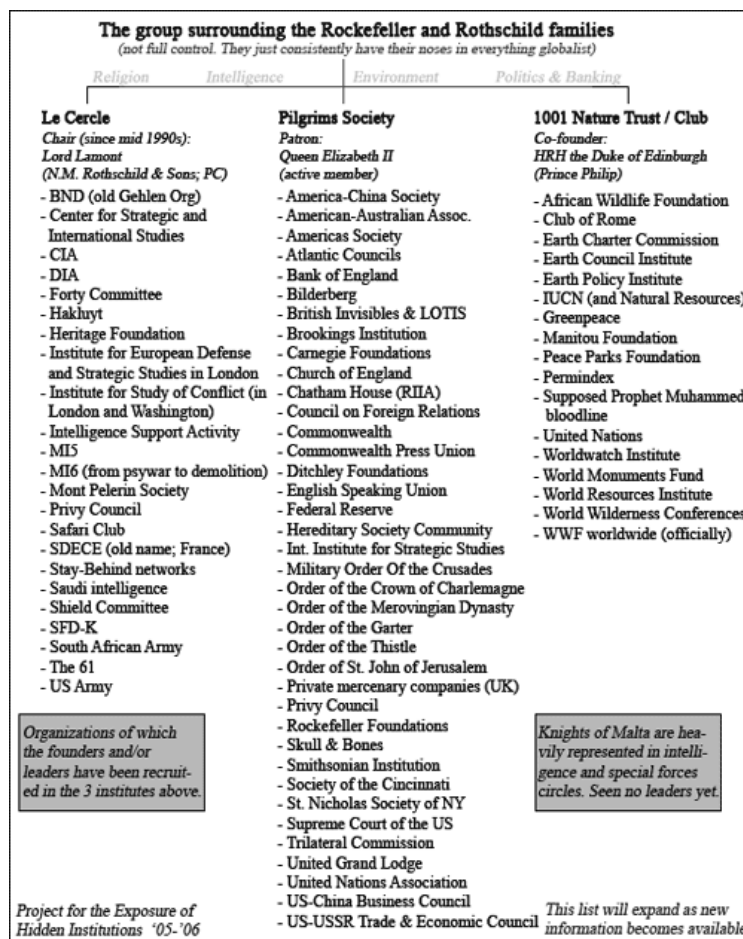 The group surrounding the Rockefeller and Rothschild families
(not full control. They just consistently have their noses in everything globalist)
Religion Intelligence Environment Politics & Banking
Le Cercle
Chair (since mid 1990s):
Lord Lamont
(N.M. Rothschild & Sons; PC)
- BND (old Gehlen Org)
- Center for Strategic and
International Studies
- CIA
- DIA
- Forty Committee
- Hakluyt
- Heritage Foundation
- Institute for European Defense
and Strategic Studies in London
- Institute for Study of Conflict (in
London and Washington)
- Intelligence Support Activity
- MI5
- MI6 (from psywar to demolition)
- Mont Pelerin Society
- Privy Council
- Safari Club
- SDECE (old name; France)
- Stay-Behind networks
- Saudi intelligence
- Shield Committee
- SFD-K
- South African Army
- The 61
- US Army
Organizations of which
the founders and/or
leaders have been recruit-
ed in the 3 institutes above.
Project for the Exposure of
Hidden Institutions '05-'06
Pilgrims Society
Patron:
Queen Elizabeth II
(active member)
- America-China Society
- American-Australian Assoc.
- Americas Society
- Atlantic Councils
- Bank of England
- Bilderberg
- British Invisibles & LOTIS
- Brookings Institution
- Carnegie Foundations
- Church of England
- Chatham House (RIIA)
- Council on Foreign Relations
- Commonwealth
- Commonwealth Press Union
- Ditchley Foundations
- English Speaking Union
- Federal Reserve
- Hereditary Society Community
- Int. Institute for Strategic Studies
- Military Order Of the Crusades
- Order of the Crown of Charlemagne
- Order of the Merovingian Dynasty
- Order of the Garter
- Order of the Thistle
- Order of St. John of Jerusalem
- Private mercenary companies (UK)
- Privy Council
- Rockefeller Foundations
- Skull & Bones
- Smithsonian Institution
- Society of the Cincinnati
- St. Nicholas Society of NY
- Supreme Court of the US
- Trilateral Commission
- United Grand Lodge
- United Nations Association
- US-China Business Council
- US-USSR Trade & Economic Council
1001 Nature Trust / Club
Co-founder:
HRH the Duke of Edinburgh
(Prince Philip)
- African Wildlife Foundation
- Club of Rome
- Earth Charter Commission
- Earth Council Institute
- Earth Policy Institute
- IUCN (and Natural Resources)
- Greenpeace
- Manitou Foundation
- Peace Parks Foundation
- Permindex
- Supposed Prophet Muhammed
bloodline
- United Nations
- Worldwatch Institute
- World Monuments Fund
- World Resources Institute
- World Wilderness Conferences
- WWF worldwide (officially)
Knights of Malta are hea-
vily represented in intelli-
gence and special forces
circles. Seen no leaders yet.
This list will expand as new
information becomes available